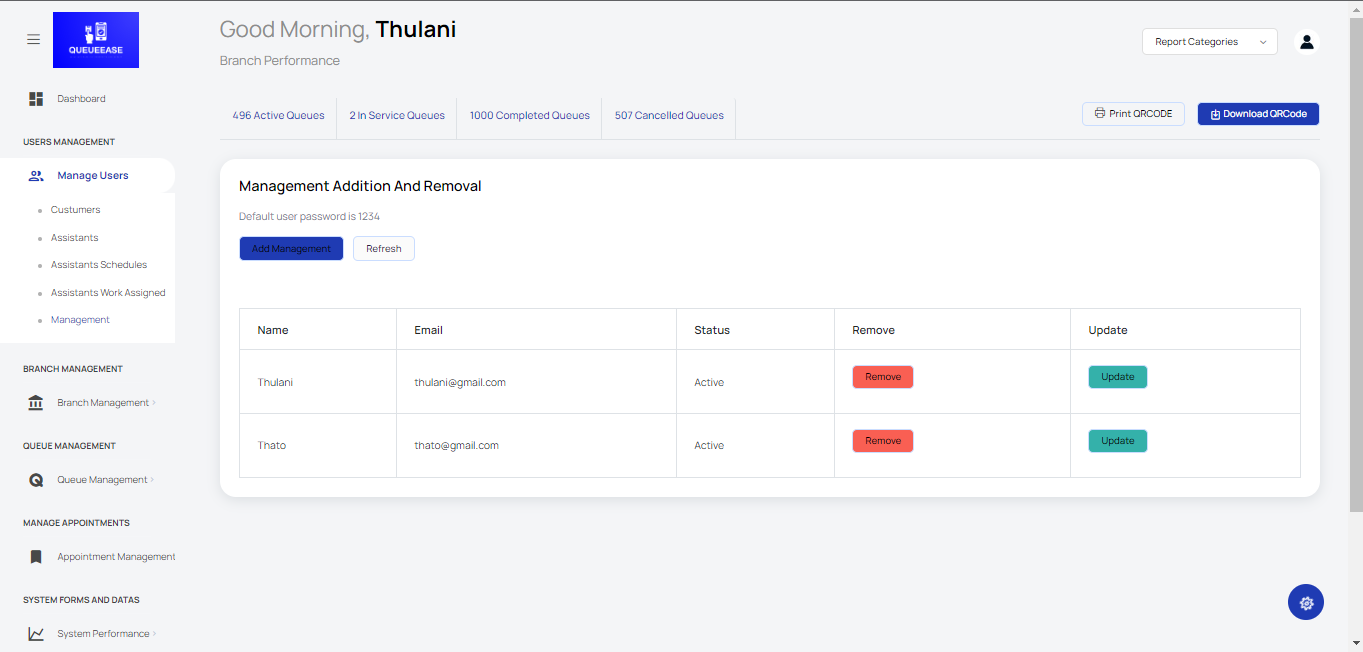 QUEUEEASE
Good Morning, Thulani
Branch Performance
Report Categories
Dashboard
USERS MANAGEMENT
Manage Users
Custumers
Assistants
Assistants Schedules
Assistants Work Assigned
Management
BRANCH MANAGEMENT
Branch Management
QUEUE MANAGEMENT
Queue Management
MANAGE APPOINTMENTS
Appointment Management
SYSTEM FORMS AND DATAS
System Performance
496 Active Queues 2 In Service Queues 1000 Completed Queues 507 Cancelled Queues
Print QRCODE Download QRCode
Management Addition And Removal
Default user password is 1234
Add Management Refresh
Name Email Status Remove Update
Thulani thulani@gmail.com Active Remove Update
Thato thato@gmail.com Active Remove Update